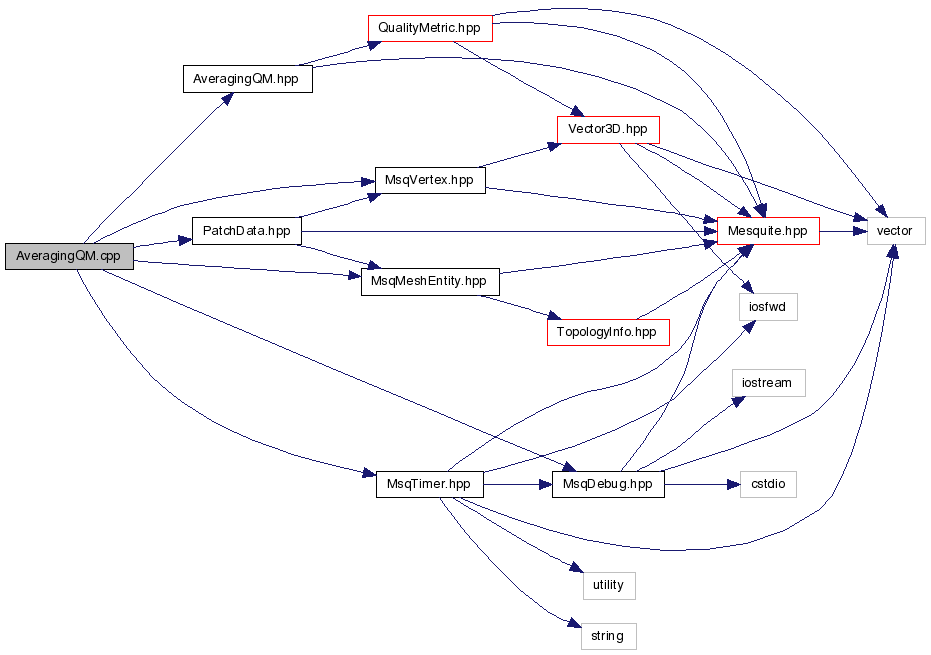 QualityMetric.hpp
AveragingQM.hpp
Vector3D.hpp
MsqVertex.hpp
PatchData.hpp
Mesquite.hpp
vector
AveragingQM.cpp
MsqMeshEntity.hpp
iosfwd
TopologyInfo.hpp
iostream
MsqTimer.hpp
MsqDebug.hpp
cstdio
utility
string